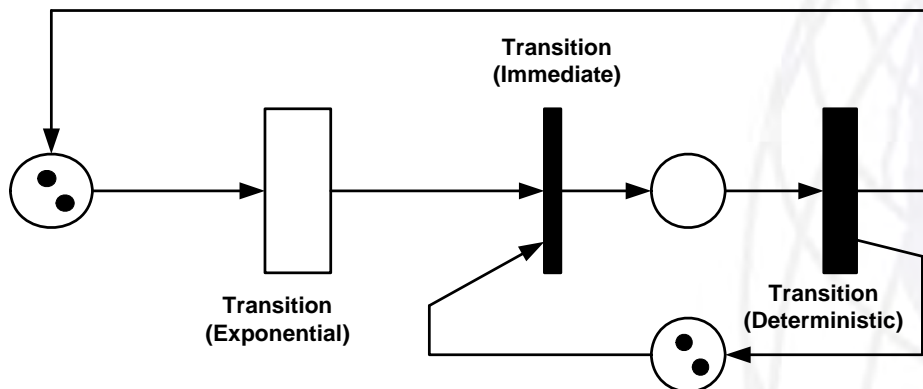 Transition
(Immediate)
Transition
(Exponential)
Transition
(Deterministic)